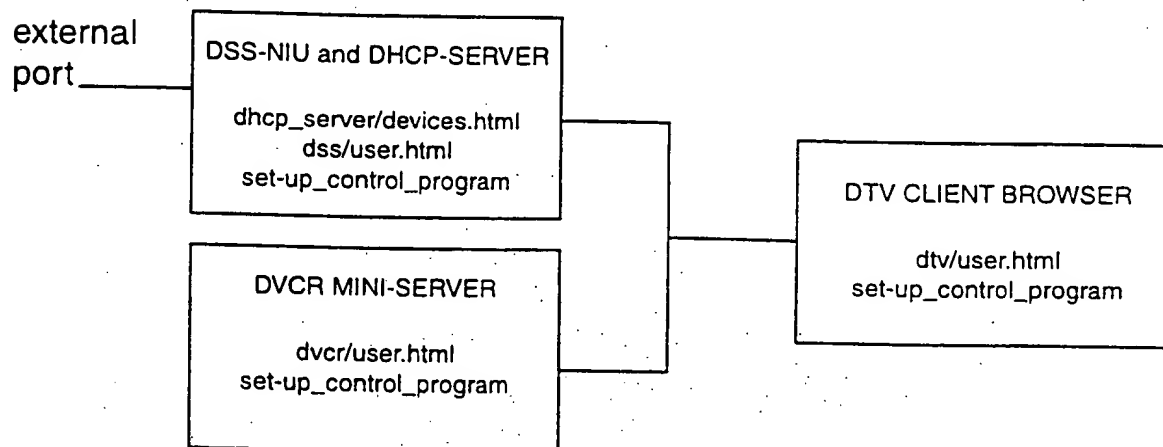 external
port
DSS-NIU and DHCP-SERVER
dhcp_server/devices.html
dss/user.html
set-up_control_program
DVCR MINI-SERVER
dvcr/user.html
set-up_control_program
DTV CLIENT BROWSER
dtv/user.html
set-up_control_program